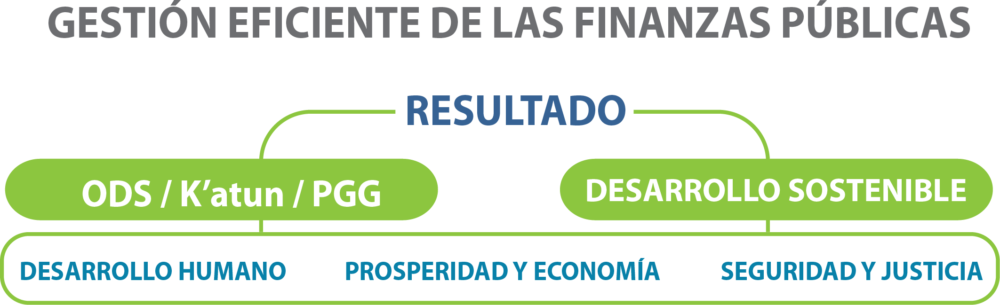 GESTIÓN EFICIENTE DE LAS FINANZAS PÚBLICAS
RESULTADO
ODS / K’atun / PGG
DESARROLLO SOSTENIBLE
DESARROLLO HUMANO
PROSPERIDAD Y ECONOMÍA
SEGURIDAD Y JUSTICIA